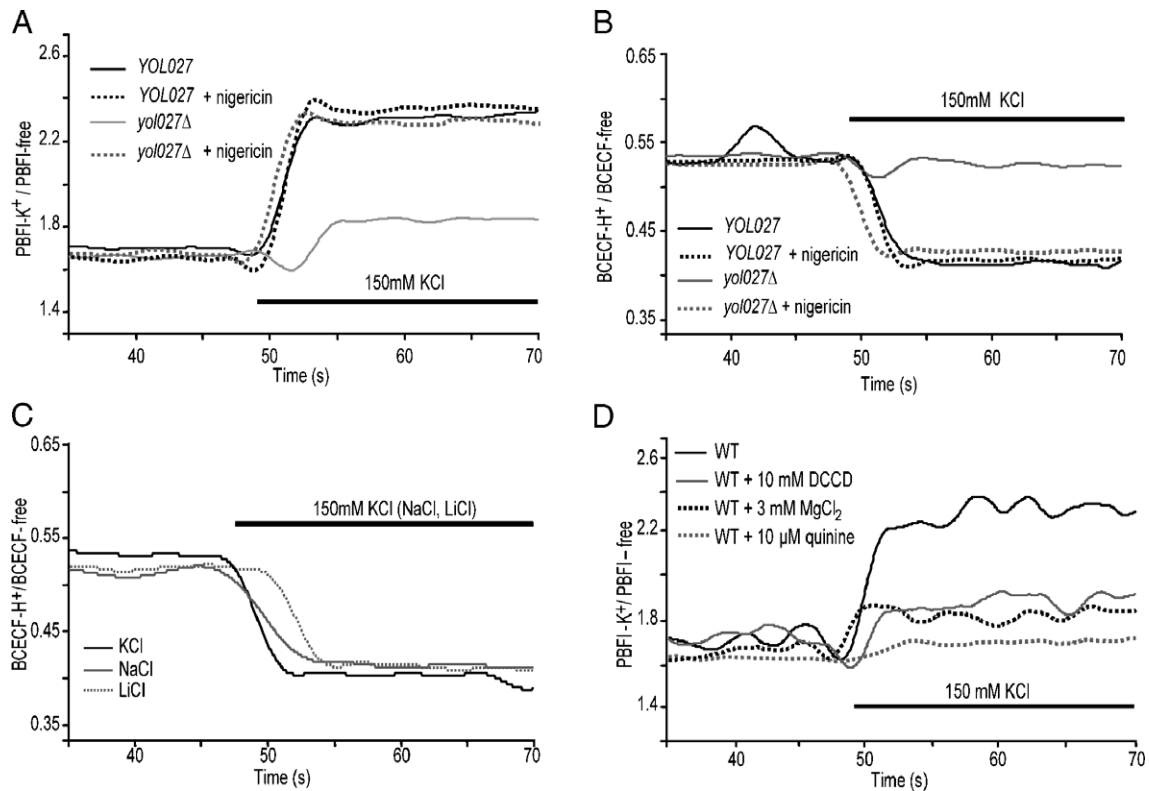 A
PBFI-K⁺ / PBFI-free
2.6
2.2
1.8
1.4
YOL027
YOL027 + nigericin
yol027Δ
yol027Δ + nigericin
150mM KCl
40 50 60 70
Time (s)
B
BCECF-H⁺ / BCECF-free
0.65
0.55
0.45
0.35
150mM KCl
YOL027
YOL027 + nigericin
yol027Δ
yol027Δ + nigericin
40 50 60 70
Time (s)
C
BCECF-H⁺/BCECF-free
0.65
0.55
0.45
0.35
150mM KCl (NaCl, LiCl)
KCl
NaCl
LiCl
40 50 60 70
Time (s)
D
PBFI-K⁺/ PBFI-free
2.6
2.2
1.8
1.4
WT
WT + 10 mM DCCD
WT + 3 mM MgCl₂
WT + 10 µM quinine
150 mM KCl
40 50 60 70
Time (s)